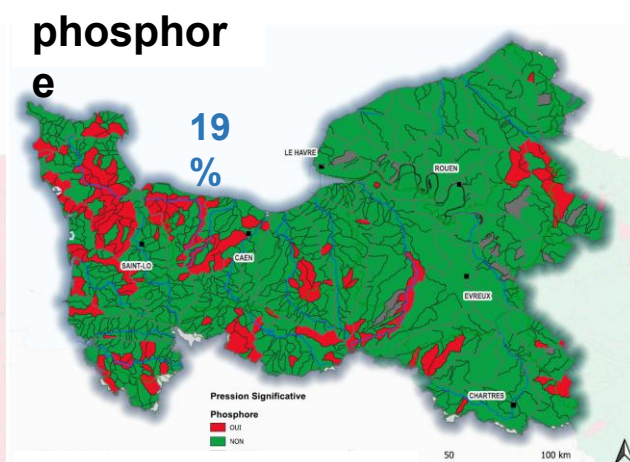 phosphor
e
19
%
LE HAVRE
ROUEN
CAEN
SAINT-LO
EVREUX
CHARTRES
Pression Significative
Phosphore
OUI
NON
50 100 km